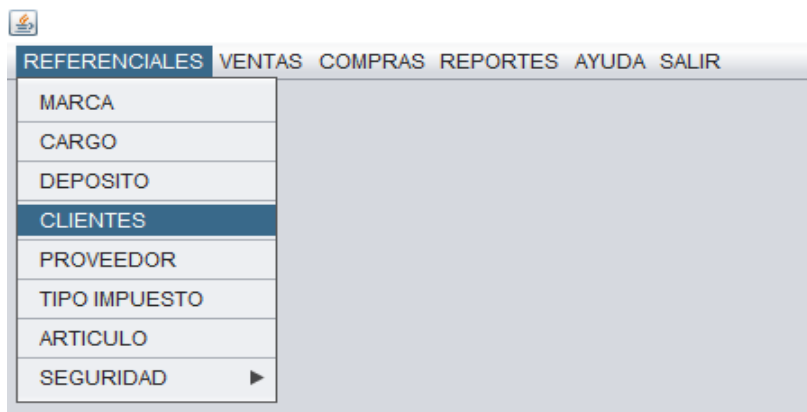 REFERENCIALES VENTAS COMPRAS REPORTES AYUDA SALIR
MARCA
CARGO
DEPOSITO
CLIENTES
PROVEEDOR
TIPO IMPUESTO
ARTICULO
SEGURIDAD